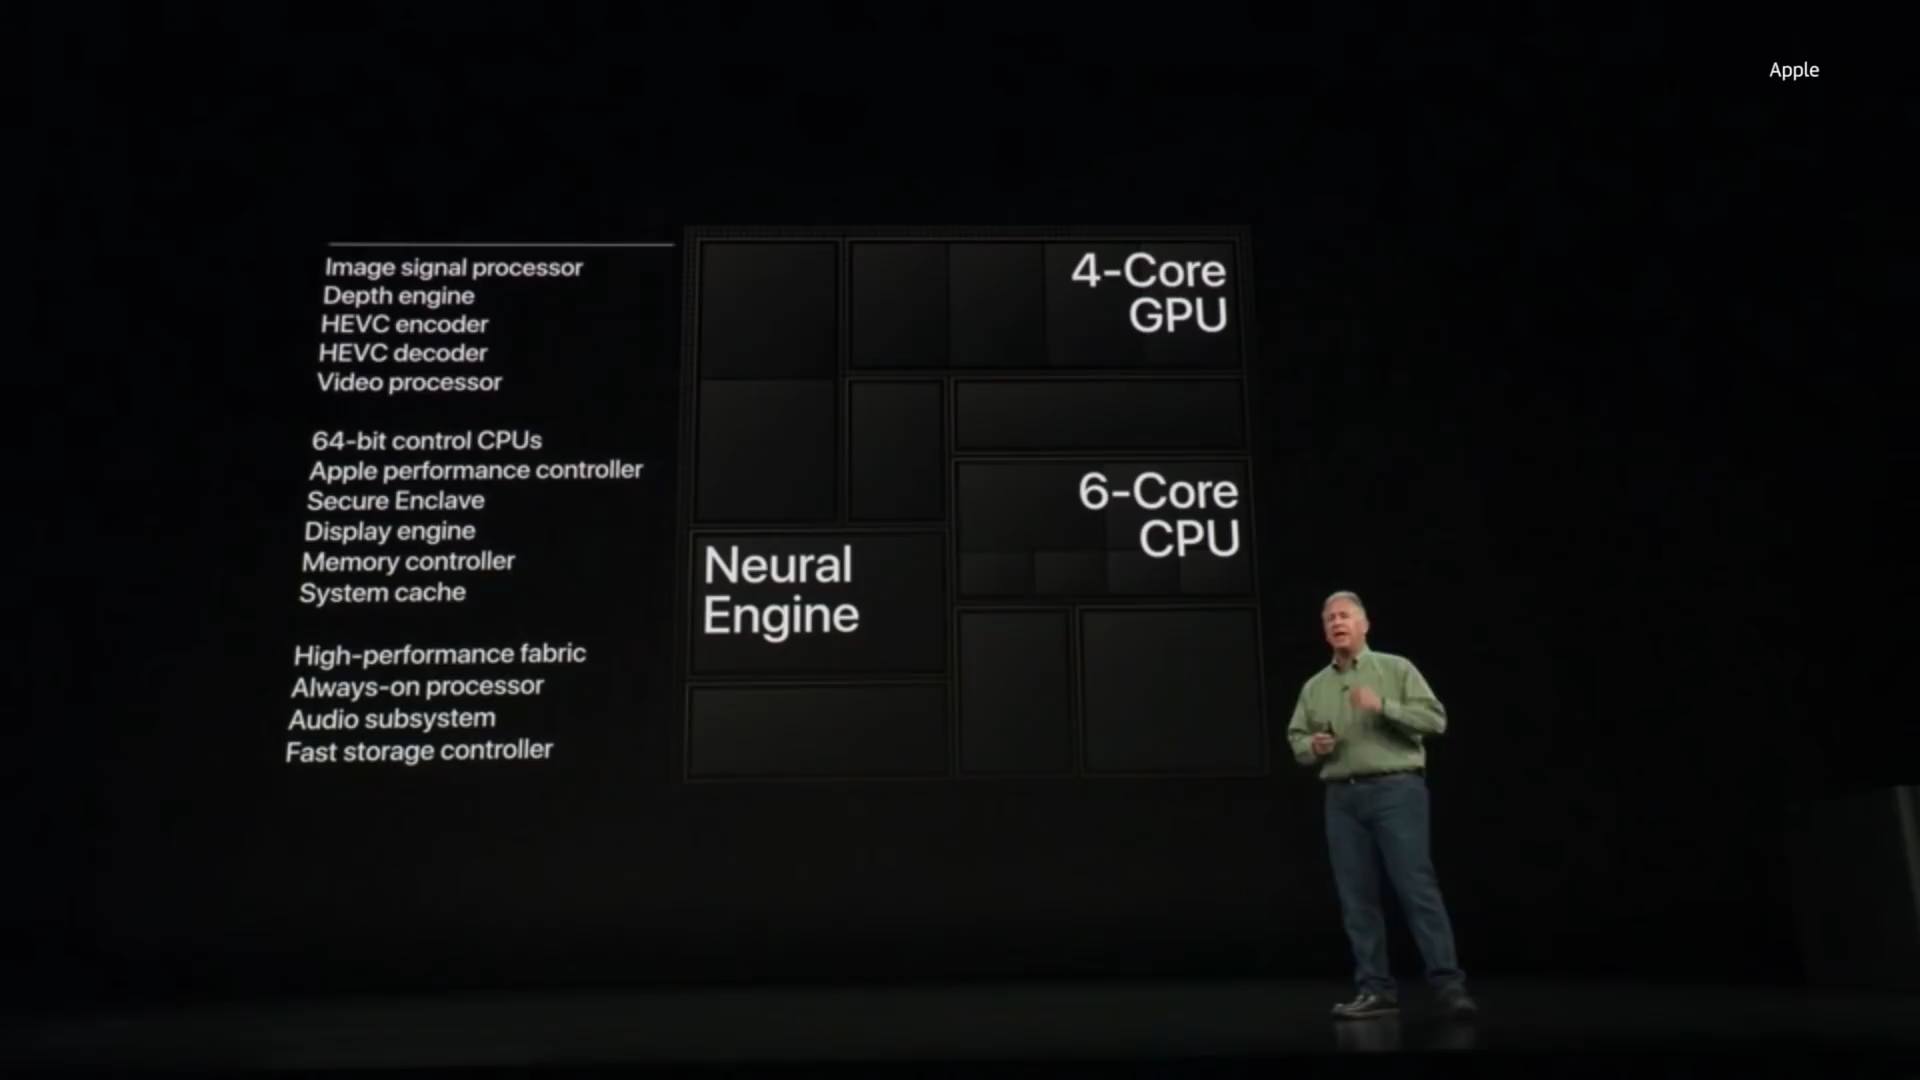 Apple
Image signal processor
Depth engine
HEVC encoder
HEVC decoder
Video processor
64-bit control CPUs
Apple performance controller
Secure Enclave
Display engine
Memory controller
System cache
High-performance fabric
Always-on processor
Audio subsystem
Fast storage controller
4-Core
GPU
6-Core
CPU
Neural
Engine